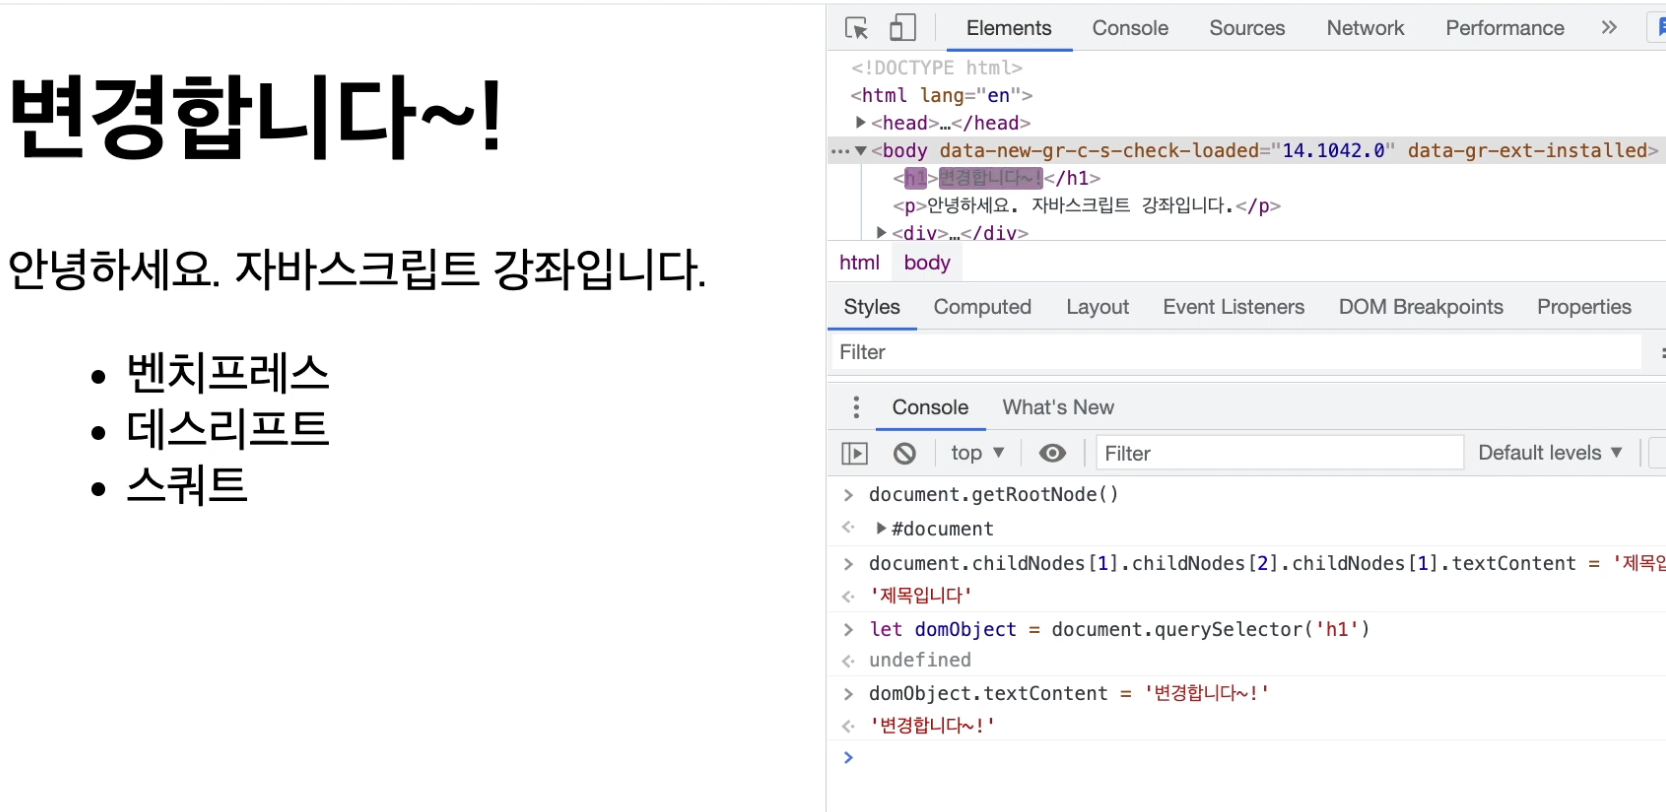 변경합니다~!
안녕하세요. 자바스크립트 강좌입니다.
• 벤치프레스
• 데스리프트
• 스쿼트
Elements Console Sources Network Performance »
<!DOCTYPE html>
<html lang="en">
▶<head>…</head>
…▼<body data-new-gr-c-s-check-loaded="14.1042.0" data-gr-ext-installed>
<h1>변경합니다~!</h1>
<p>안녕하세요. 자바스크립트 강좌입니다.</p>
▶<div>…</div>
html body
Styles Computed Layout Event Listeners DOM Breakpoints Properties
Filter
Console What's New
top ▼ Filter Default levels ▼
> document.getRootNode()
<· ▶#document
> document.childNodes[1].childNodes[2].childNodes[1].textContent = '제목
<· '제목입니다'
> let domObject = document.querySelector('h1')
<· undefined
> domObject.textContent = '변경합니다~!'
<· '변경합니다~!'
>